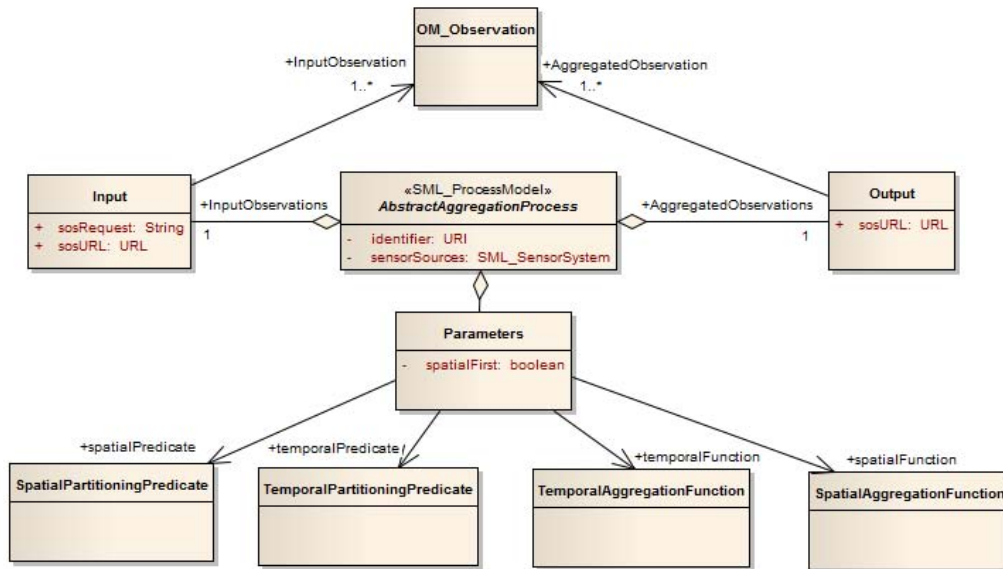 OM_Observation
+InputObservation
+AggregatedObservation
1..*
1..*
Input
+ sosRequest: String
+ sosURL: URL
+InputObservations
1
«SML_ProcessModel»
AbstractAggregationProcess
- identifier: URI
- sensorSources: SML_SensorSystem
+AggregatedObservations
1
Output
+ sosURL: URL
Parameters
- spatialFirst: boolean
+spatialPredicate
+temporalPredicate
+temporalFunction
+spatialFunction
SpatialPartitioningPredicate
TemporalPartitioningPredicate
TemporalAggregationFunction
SpatialAggregationFunction